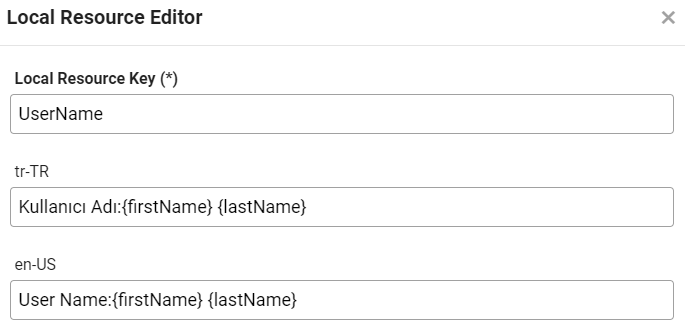 Local Resource Editor
Local Resource Key (*)
UserName
tr-TR
Kullanıcı Adı:{firstName} {lastName}
en-US
User Name:{firstName} {lastName}